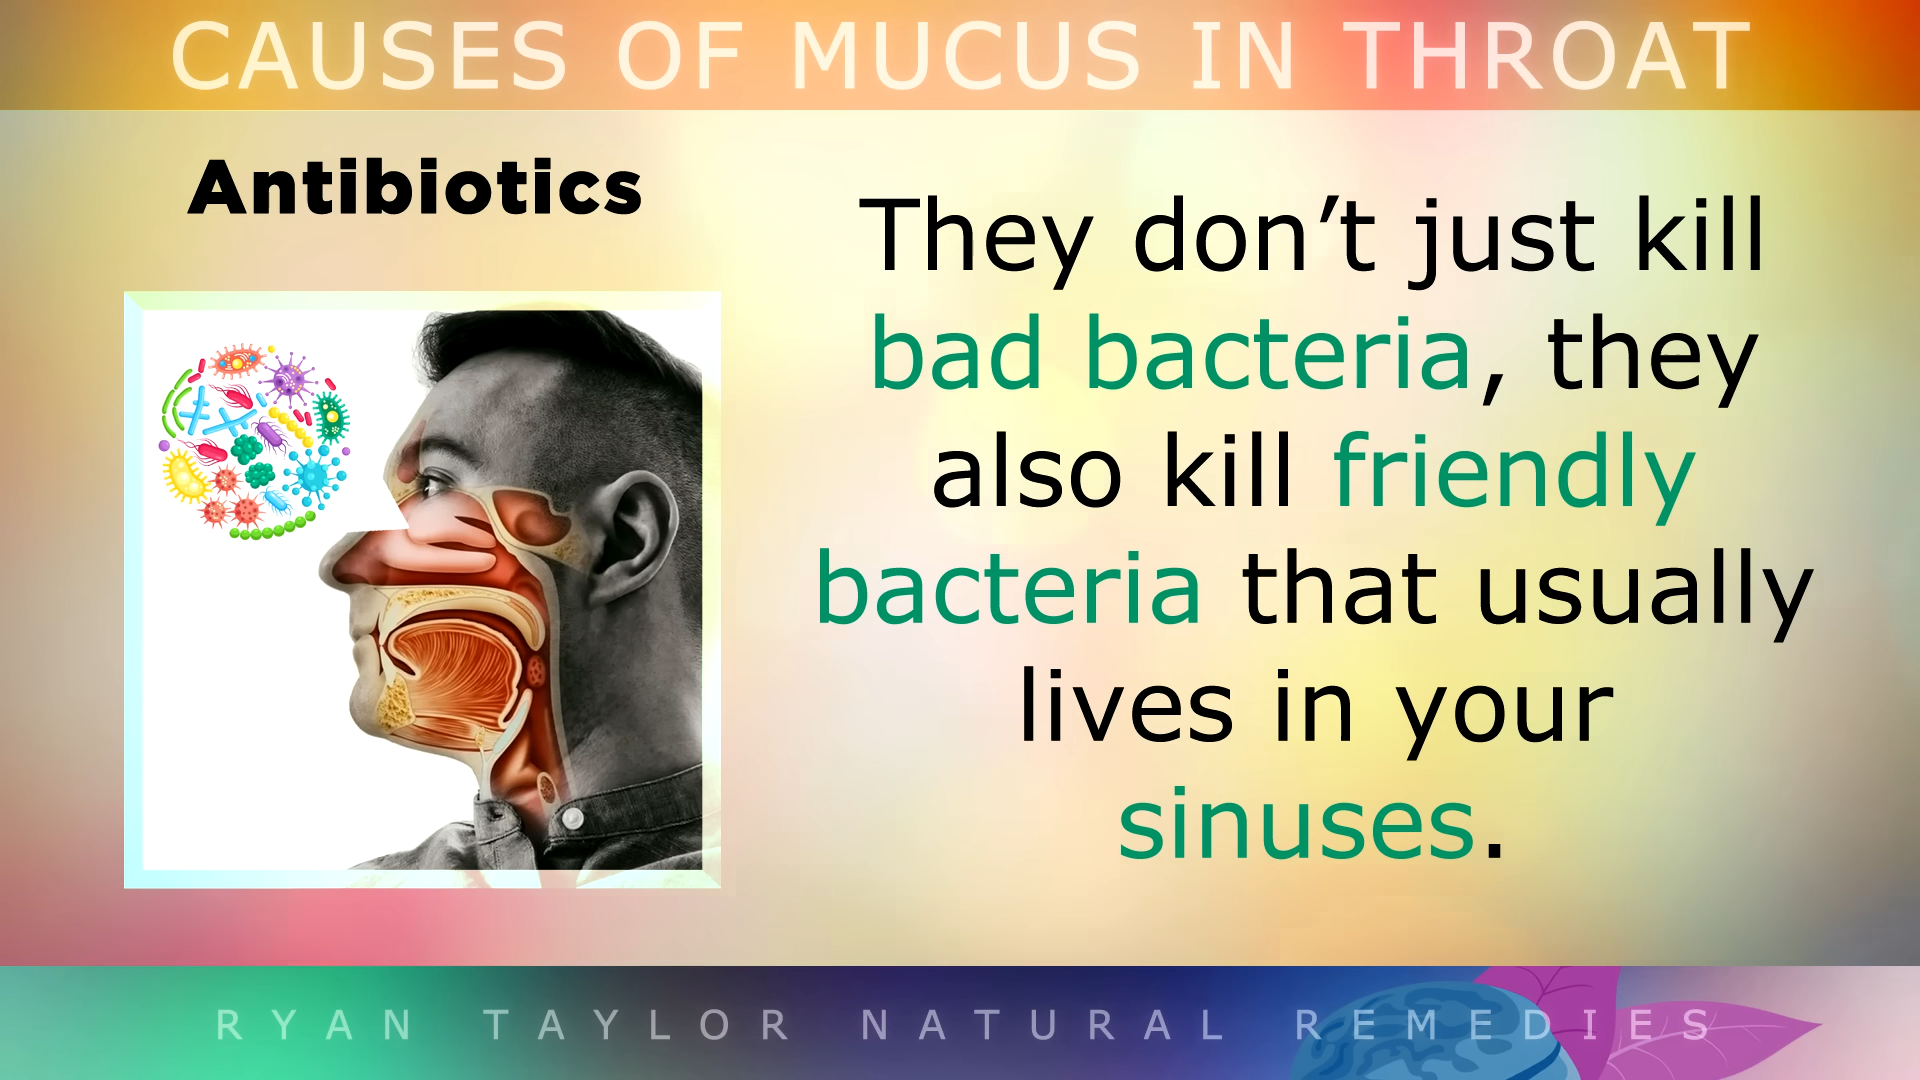 CAUSES OF MUCUS IN THROAT
Antibiotics
They don’t just kill
bad bacteria, they
also kill friendly
bacteria that usually
lives in your
sinuses.
RYAN TAYLOR NATURAL REMEDIES